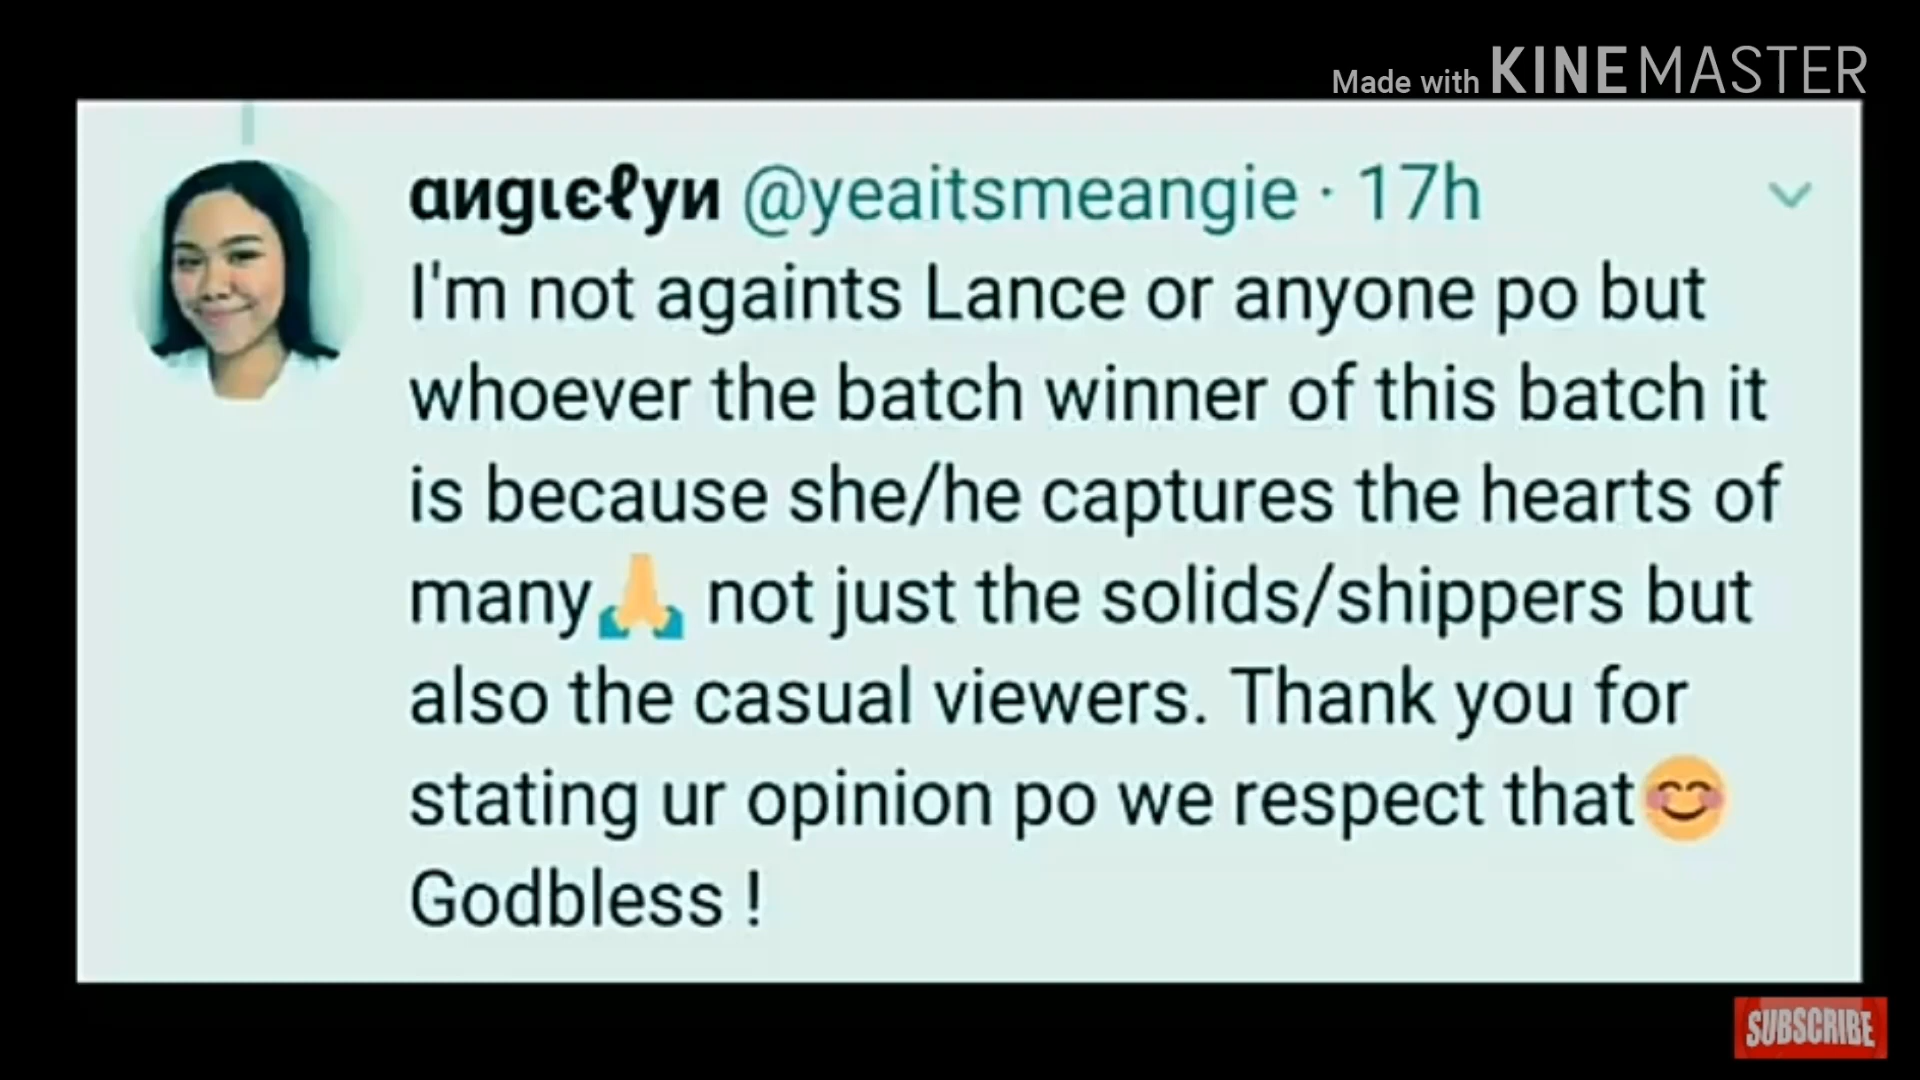 Made with KINEMASTER
αиgιєℓуи @yeaitsmeangie · 17h
I'm not againts Lance or anyone po but
whoever the batch winner of this batch it
is because she/he captures the hearts of
many🙏 not just the solids/shippers but
also the casual viewers. Thank you for
stating ur opinion po we respect that😊
Godbless !
SUBSCRIBE